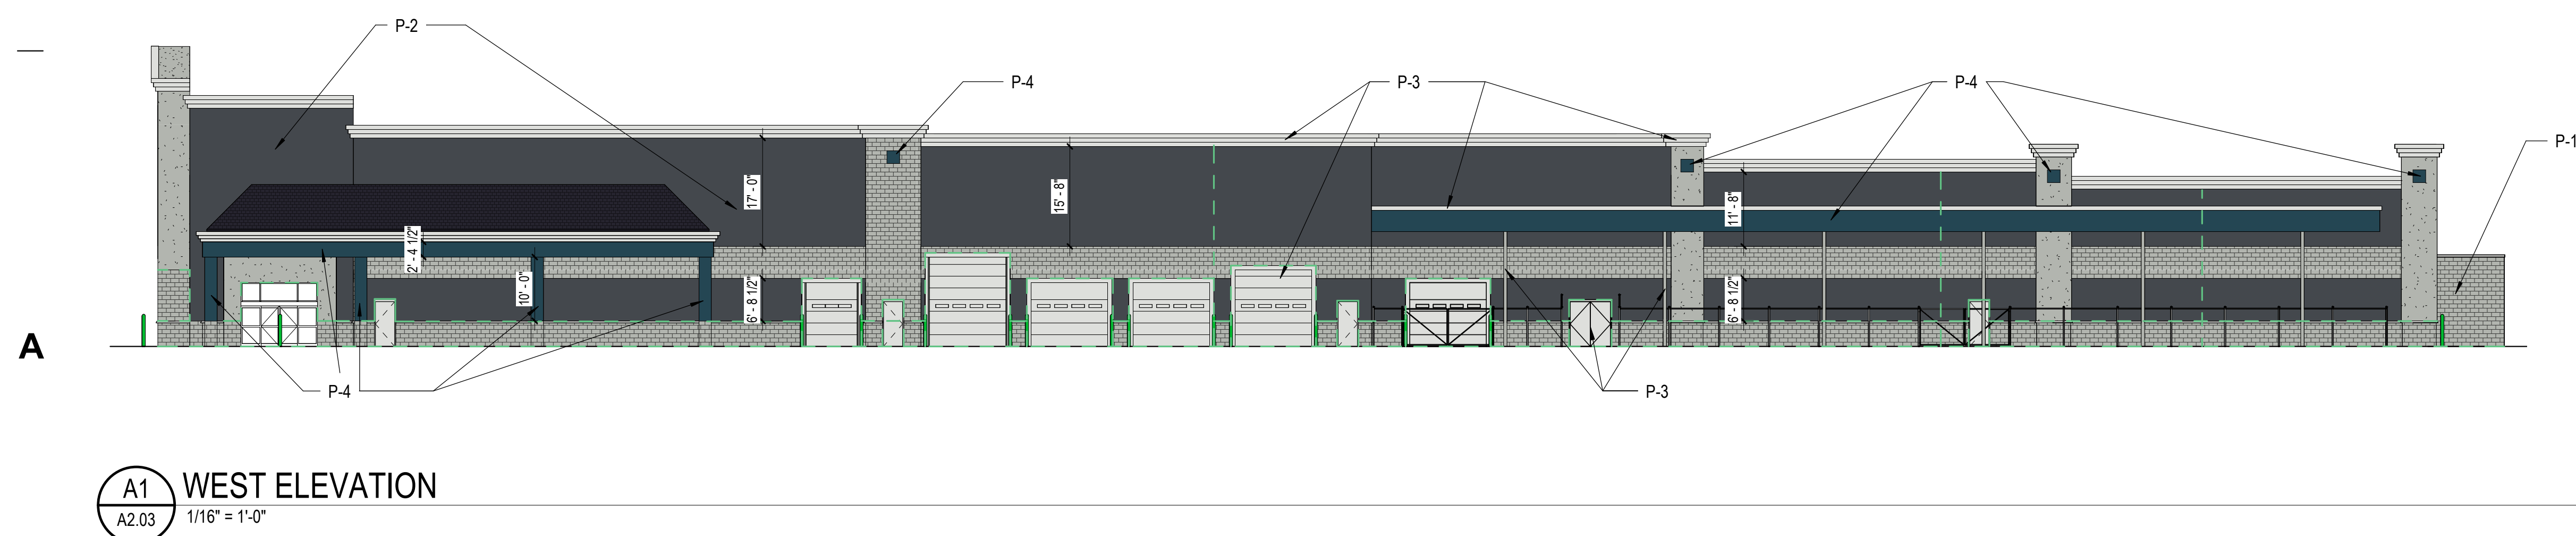 P-2
P-4
P-3
P-4
P-1
17' - 0"
15' - 8"
11' - 8"
2' - 4 1/2"
10' - 0"
6' - 8 1/2"
6' - 8 1/2"
A
P-4
P-3
A1
WEST ELEVATION
A2.03
1/16" = 1'-0"